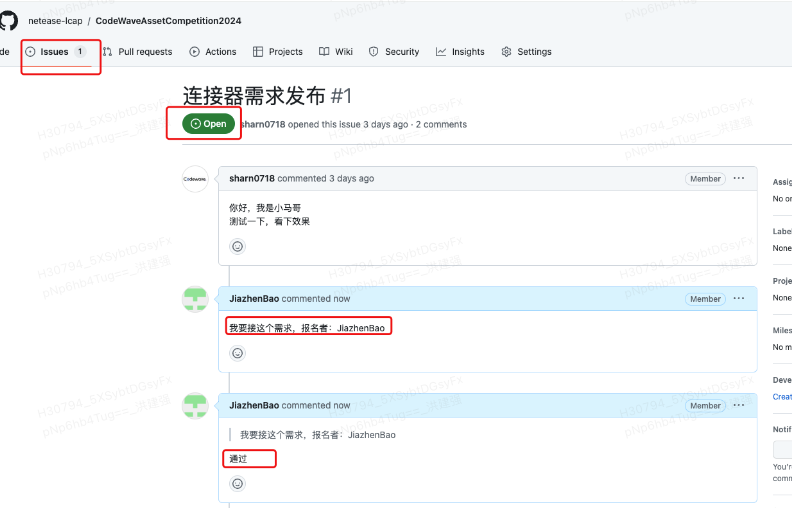 netease-lcap / CodeWaveAssetCompetition2024
de Issues 1 Pull requests Actions Projects Wiki Security Insights Settings
连接器需求发布 #1
Open sharn0718 opened this issue 3 days ago · 2 comments
Codewave sharn0718 commented 3 days ago Member ···
你好，我是小马哥
测试一下，看下效果
JiazhenBao commented now Member ···
我要接这个需求，报名者：JiazhenBao
JiazhenBao commented now Member ···
我要接这个需求，报名者：JiazhenBao
通过
Assig
No or
Label
None
Proje
None
Miles
No m
Deve
Creat
Notif
You'r
comm